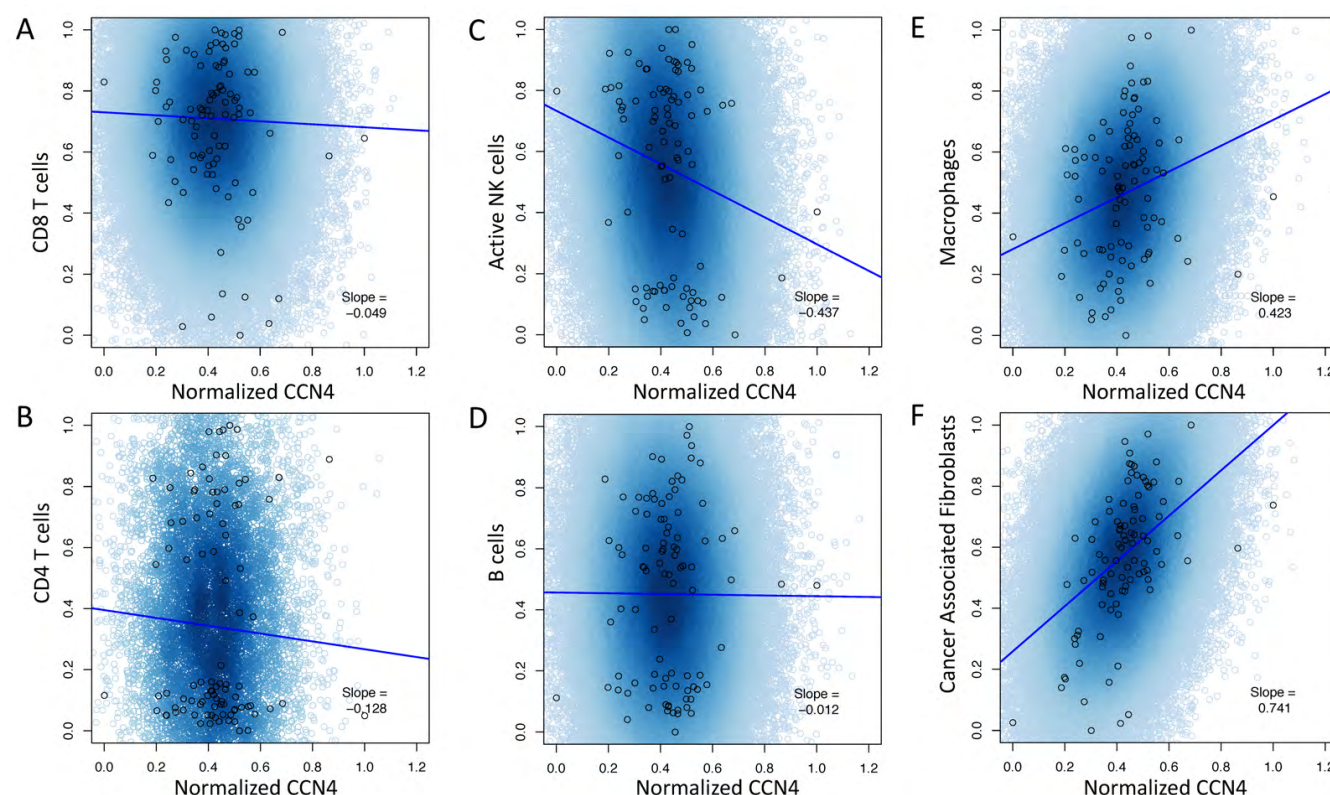 A
CD8 T cells
1.0
0.8
0.6
0.4
0.2
0.0
Slope =
−0.049
0.0 0.2 0.4 0.6 0.8 1.0 1.2
Normalized CCN4
C
Active NK cells
1.0
0.8
0.6
0.4
0.2
0.0
Slope =
−0.437
0.0 0.2 0.4 0.6 0.8 1.0 1.2
Normalized CCN4
E
Macrophages
1.0
0.8
0.6
0.4
0.2
0.0
Slope =
0.423
0.0 0.2 0.4 0.6 0.8 1.0 1.2
Normalized CCN4
B
CD4 T cells
1.0
0.8
0.6
0.4
0.2
0.0
Slope =
−0.128
0.0 0.2 0.4 0.6 0.8 1.0 1.2
Normalized CCN4
D
B cells
1.0
0.8
0.6
0.4
0.2
0.0
Slope =
−0.012
0.0 0.2 0.4 0.6 0.8 1.0 1.2
Normalized CCN4
F
Cancer Associated Fibroblasts
1.0
0.8
0.6
0.4
0.2
0.0
Slope =
0.741
0.0 0.2 0.4 0.6 0.8 1.0 1.2
Normalized CCN4